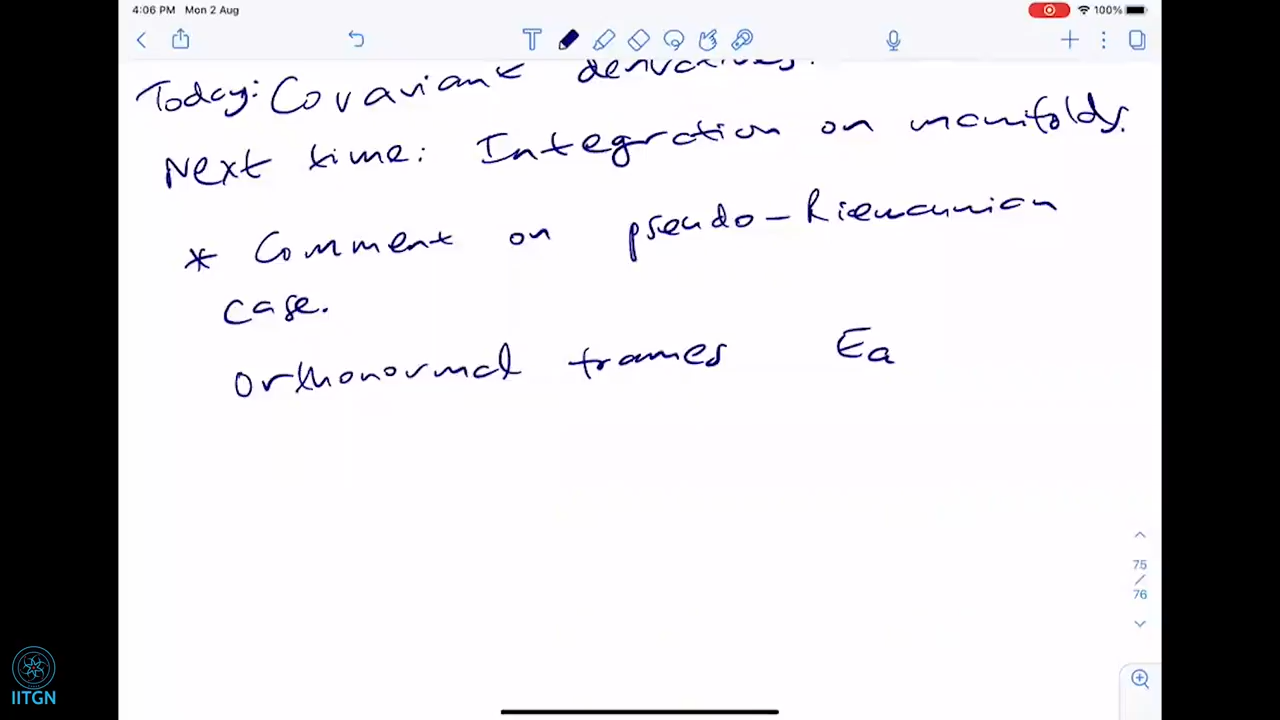 4:06 PM Mon 2 Aug 100%
Today: Covariant derivatives.
Next time: Integration on manifolds.
* Comment on pseudo-Riemannian
case.
orthonormal frames Ea
75
/
76
IITGN